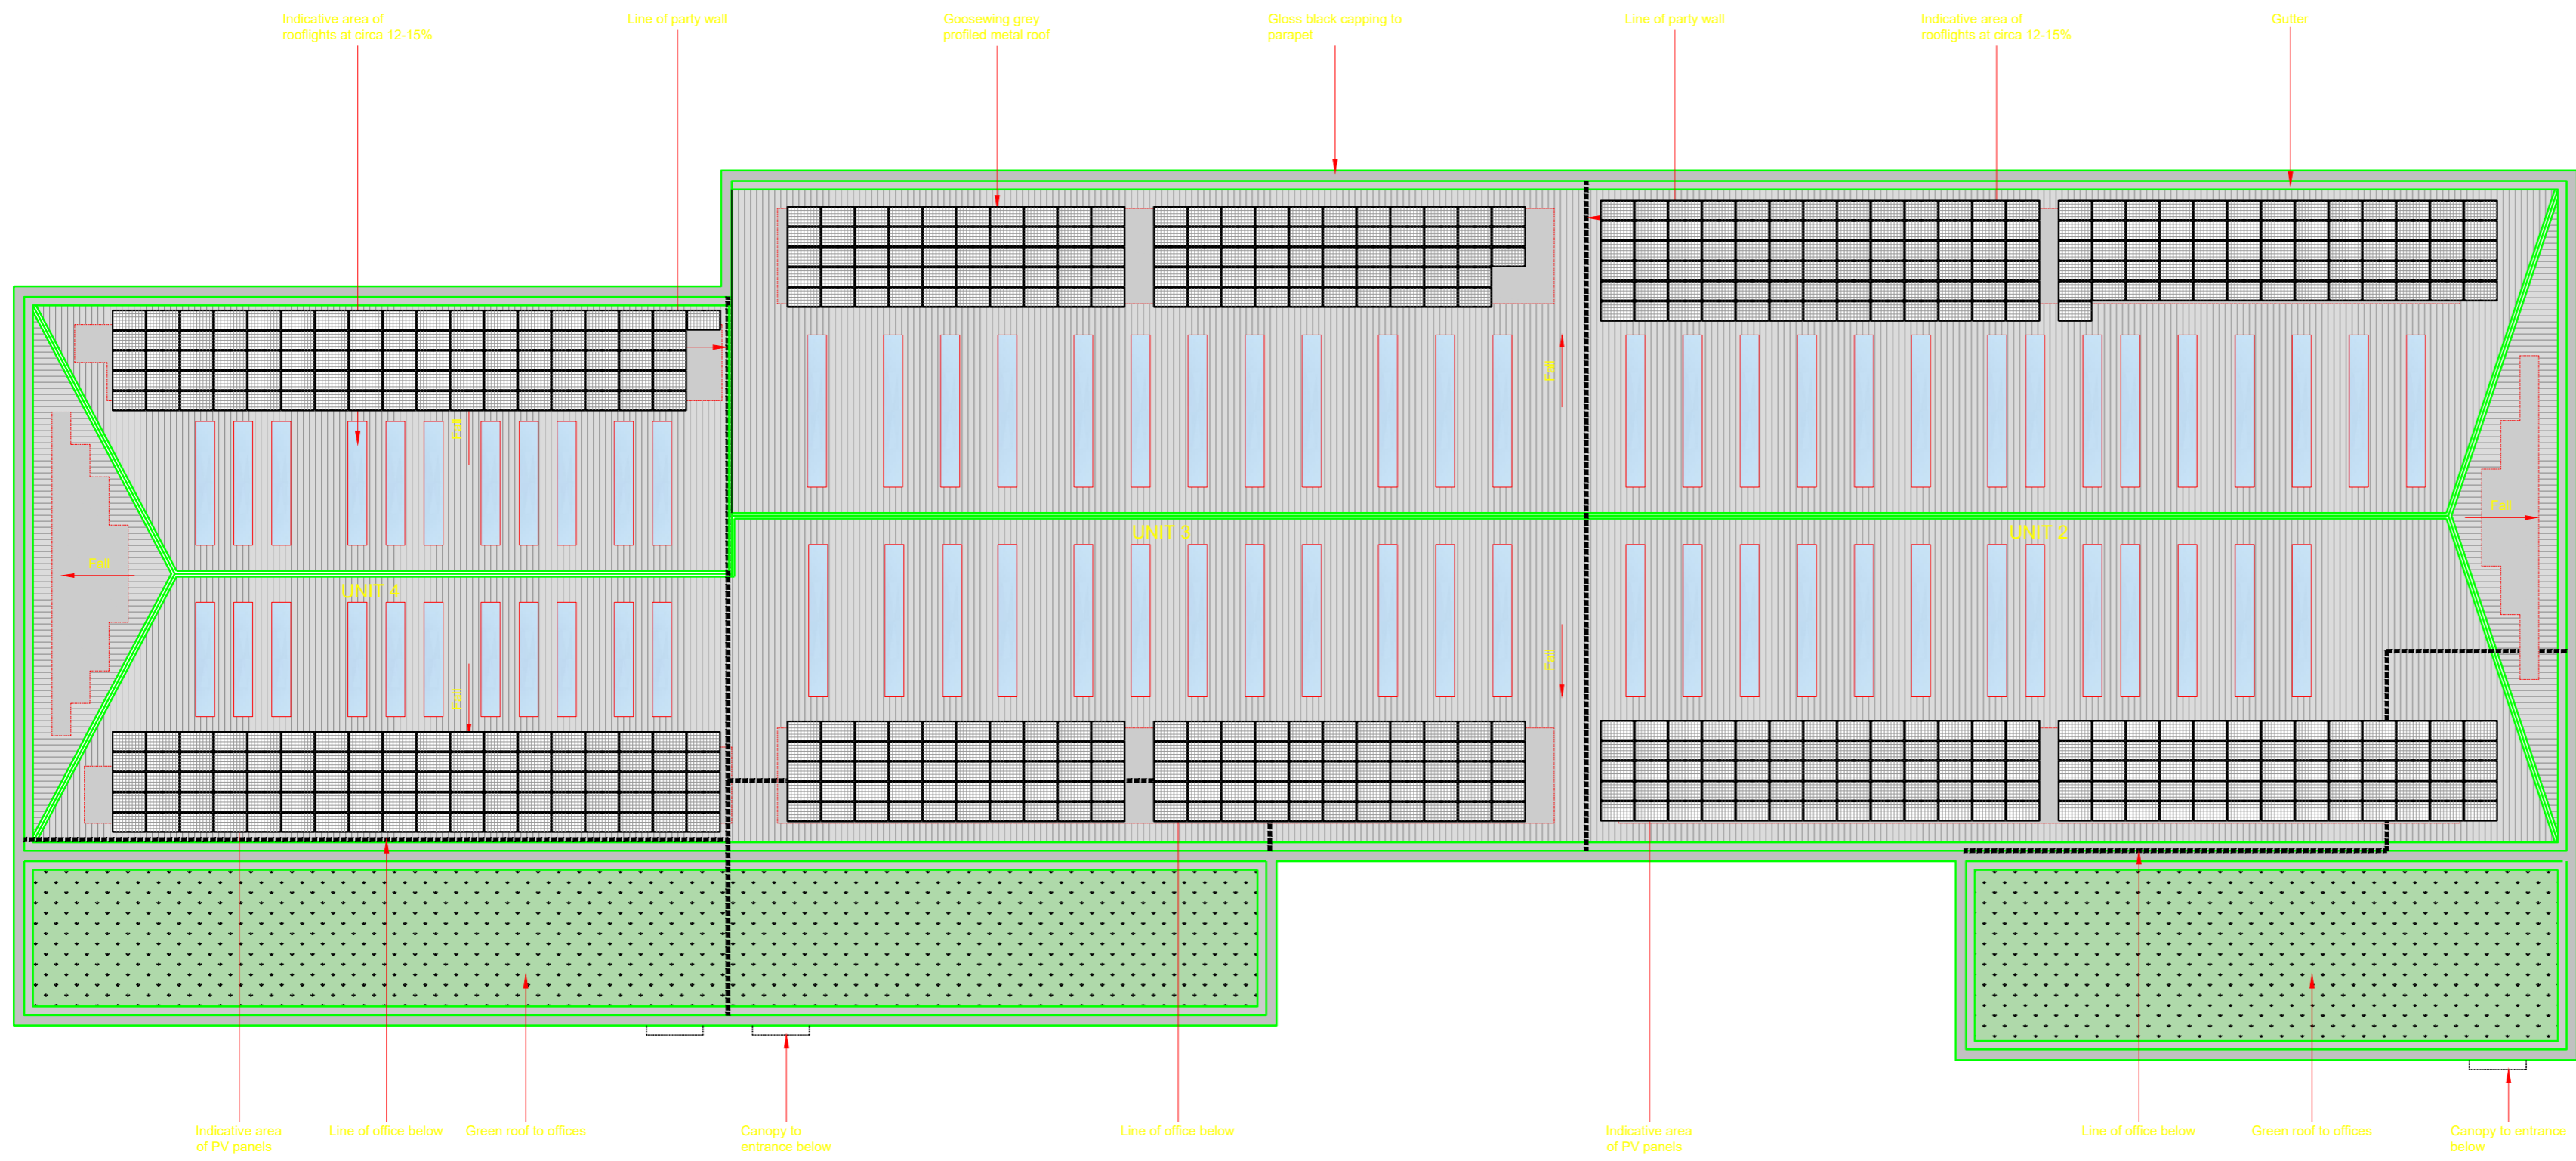 Indicative area of
rooflights at circa 12-15%
Line of party wall
Goosewing grey
profiled metal roof
Gloss black capping to
parapet
Line of party wall
Indicative area of
rooflights at circa 12-15%
Gutter
Fall
Fall
Fall
UNIT 3
UNIT 2
Fall
UNIT 4
Fall
Fall
Indicative area
of PV panels
Line of office below
Green roof to offices
Canopy to
entrance below
Line of office below
Indicative area
of PV panels
Line of office below
Green roof to offices
Canopy to entrance
below